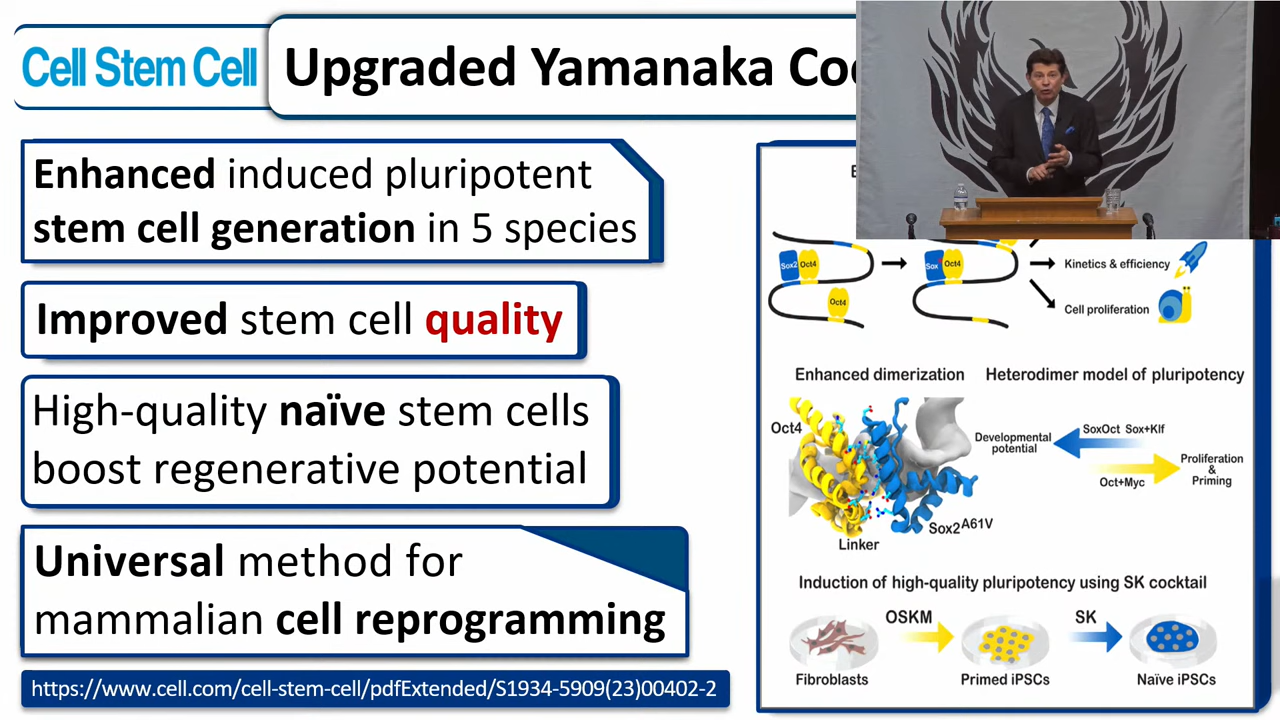 Cell Stem Cell
Upgraded Yamanaka
Enhanced induced pluripotent
stem cell generation in 5 species
Improved stem cell quality
High-quality naïve stem cells
boost regenerative potential
Universal method for
mammalian cell reprogramming
https://www.cell.com/cell-stem-cell/pdfExtended/S1934-5909(23)00402-2
Sox2 Oct4
Oct4
Sox Oct4
Kinetics & efficiency
Cell proliferation
Enhanced dimerization
Heterodimer model of pluripotency
Oct4
Linker
Sox2A61V
Developmental
potential
SoxOct Sox+Klf
Oct+Myc
Proliferation
&
Priming
Induction of high-quality pluripotency using SK cocktail
OSKM
SK
Fibroblasts
Primed iPSCs
Naïve iPSCs